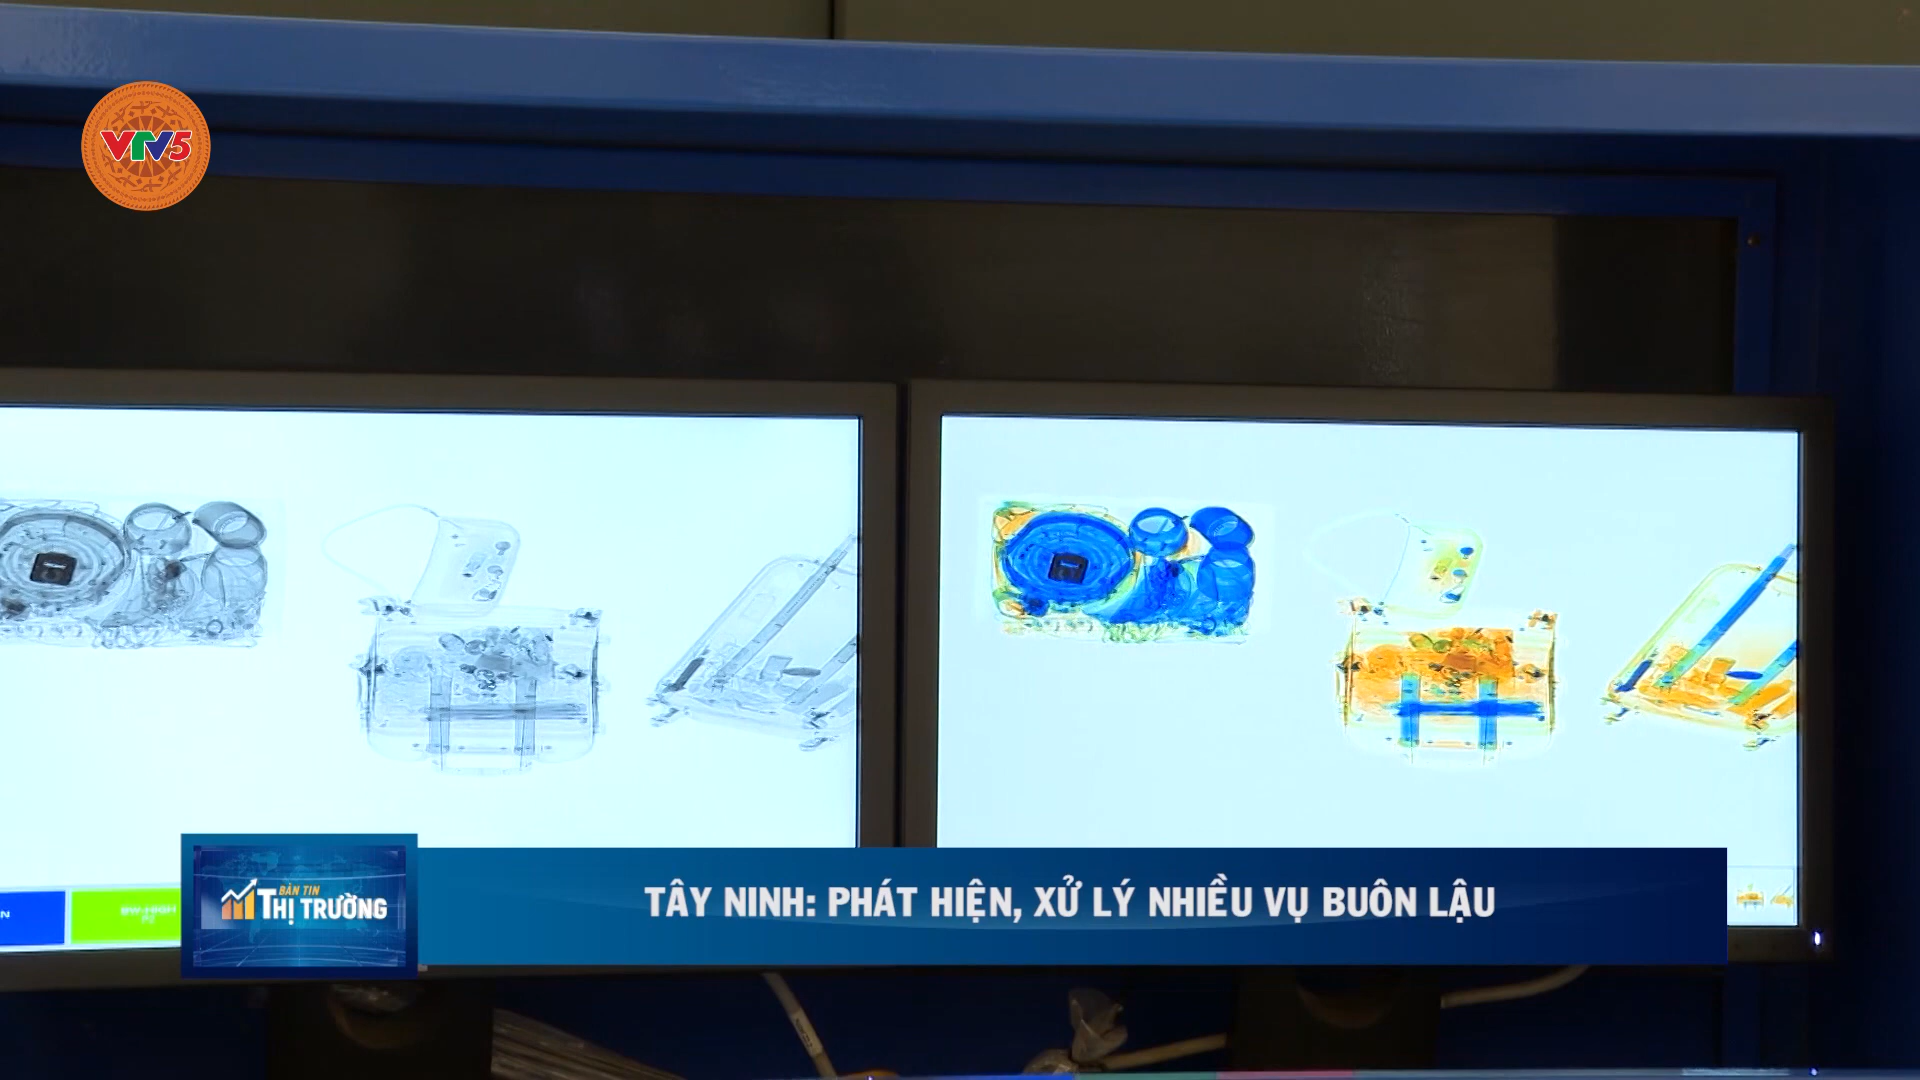 VTV5
BẢN TIN
THỊ TRƯỜNG
TÂY NINH: PHÁT HIỆN, XỬ LÝ NHIỀU VỤ BUÔN LẬU